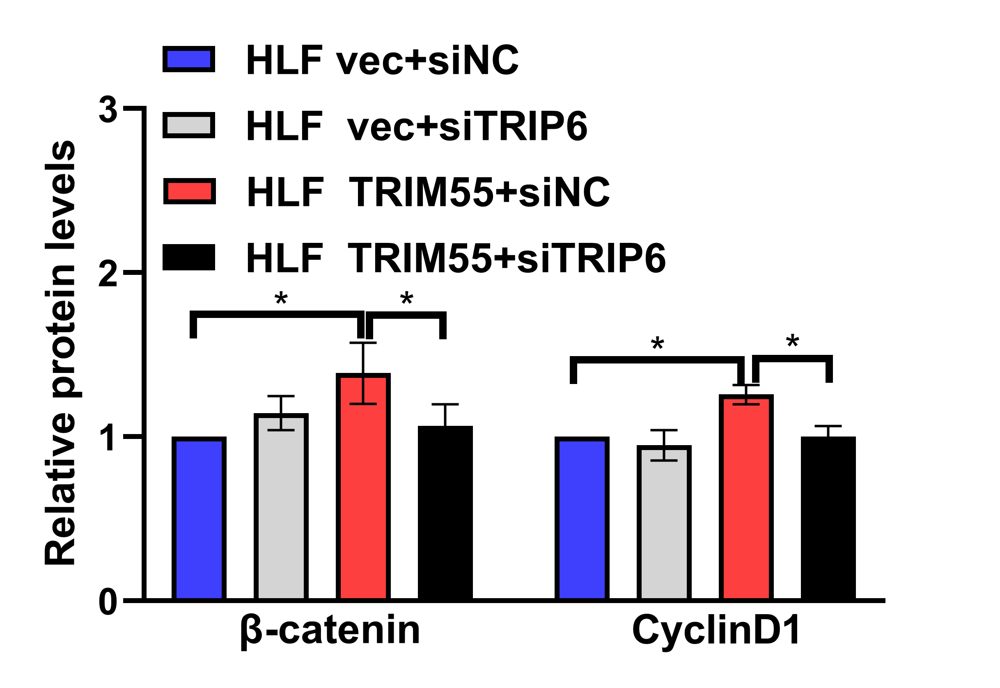 HLF vec+siNC
HLF vec+siTRIP6
HLF TRIM55+siNC
HLF TRIM55+siTRIP6
Relative protein levels
3
2
1
0
* *
* *
β-catenin CyclinD1